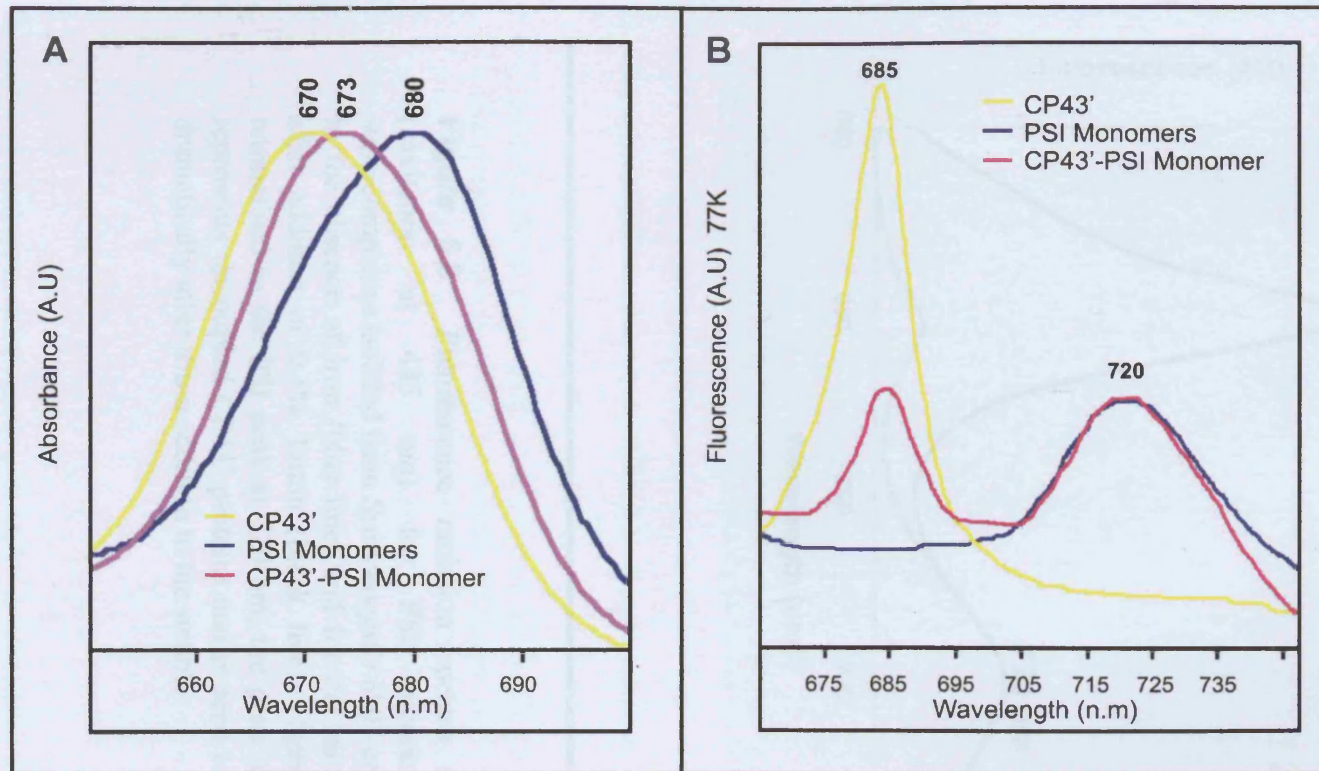 A
670
673
680
Absorbance (A.U)
CP43'
PSI Monomers
CP43'-PSI Monomer
660
670
680
690
Wavelength (n.m)
B
685
CP43'
PSI Monomers
CP43'-PSI Monomer
720
Fluorescence (A.U) 77K
675
685
695
705
715
725
735
Wavelength (n.m)